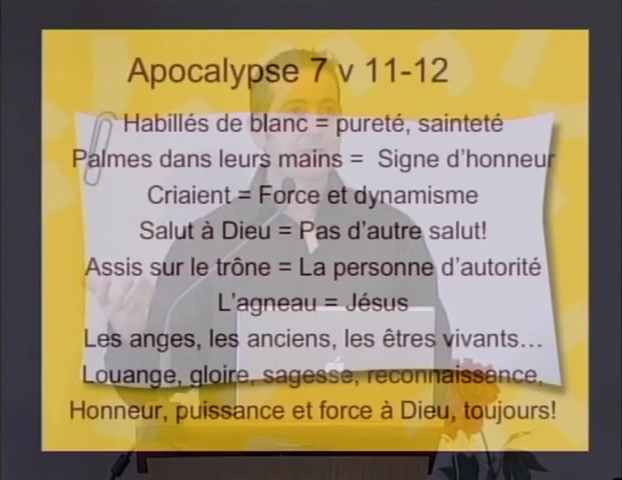 Apocalypse 7 v 11-12
Habillés de blanc = pureté, sainteté
Palmes dans leurs mains = Signe d'honneur
Criaient = Force et dynamisme
Salut à Dieu = Pas d'autre salut!
Assis sur le trône = La personne d'autorité
L'agneau = Jésus
Les anges, les anciens, les êtres vivants...
Louange, gloire, sagesse, reconnaissance,
Honneur, puissance et force à Dieu, toujours!